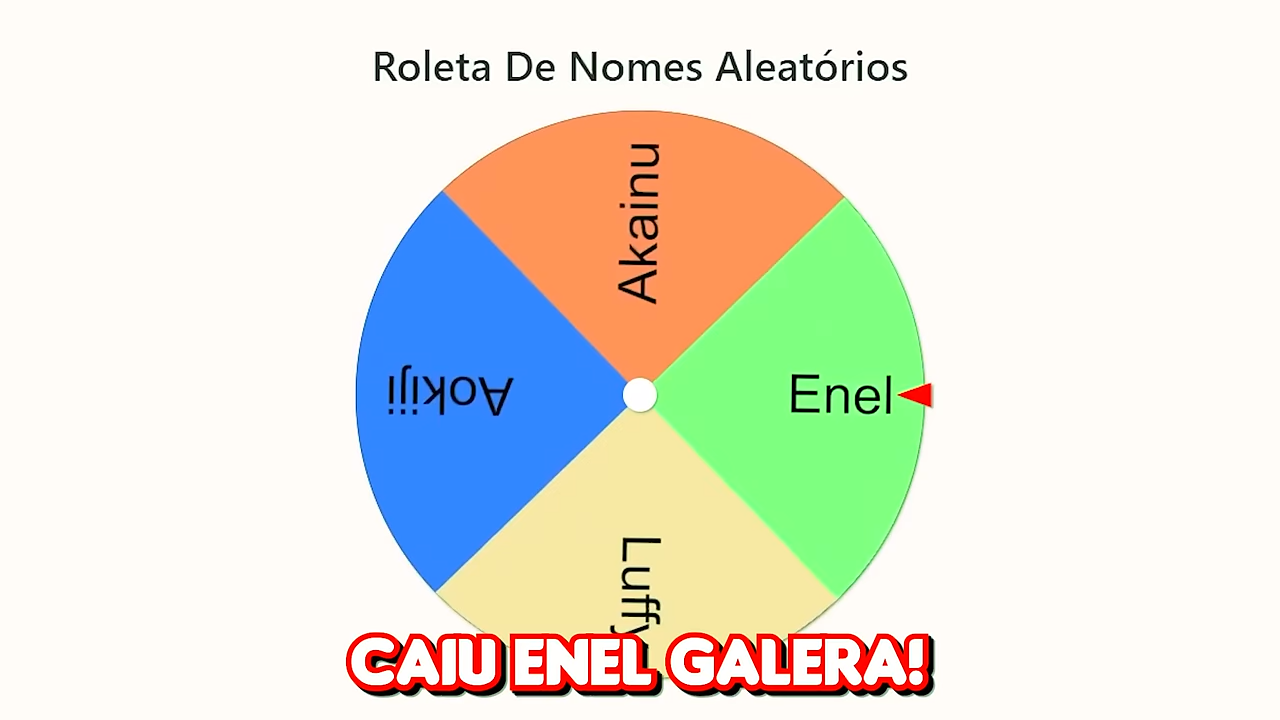 Roleta De Nomes Aleatórios
Akainu
Aokiji
Enel
Luffy
CAIU ENEL GALERA!